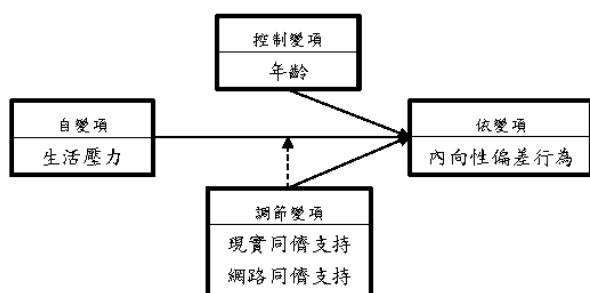 控制變項
年齡
自變項
生活壓力
依變項
內向性偏差行為
調節變項
現實同儕支持
網路同儕支持